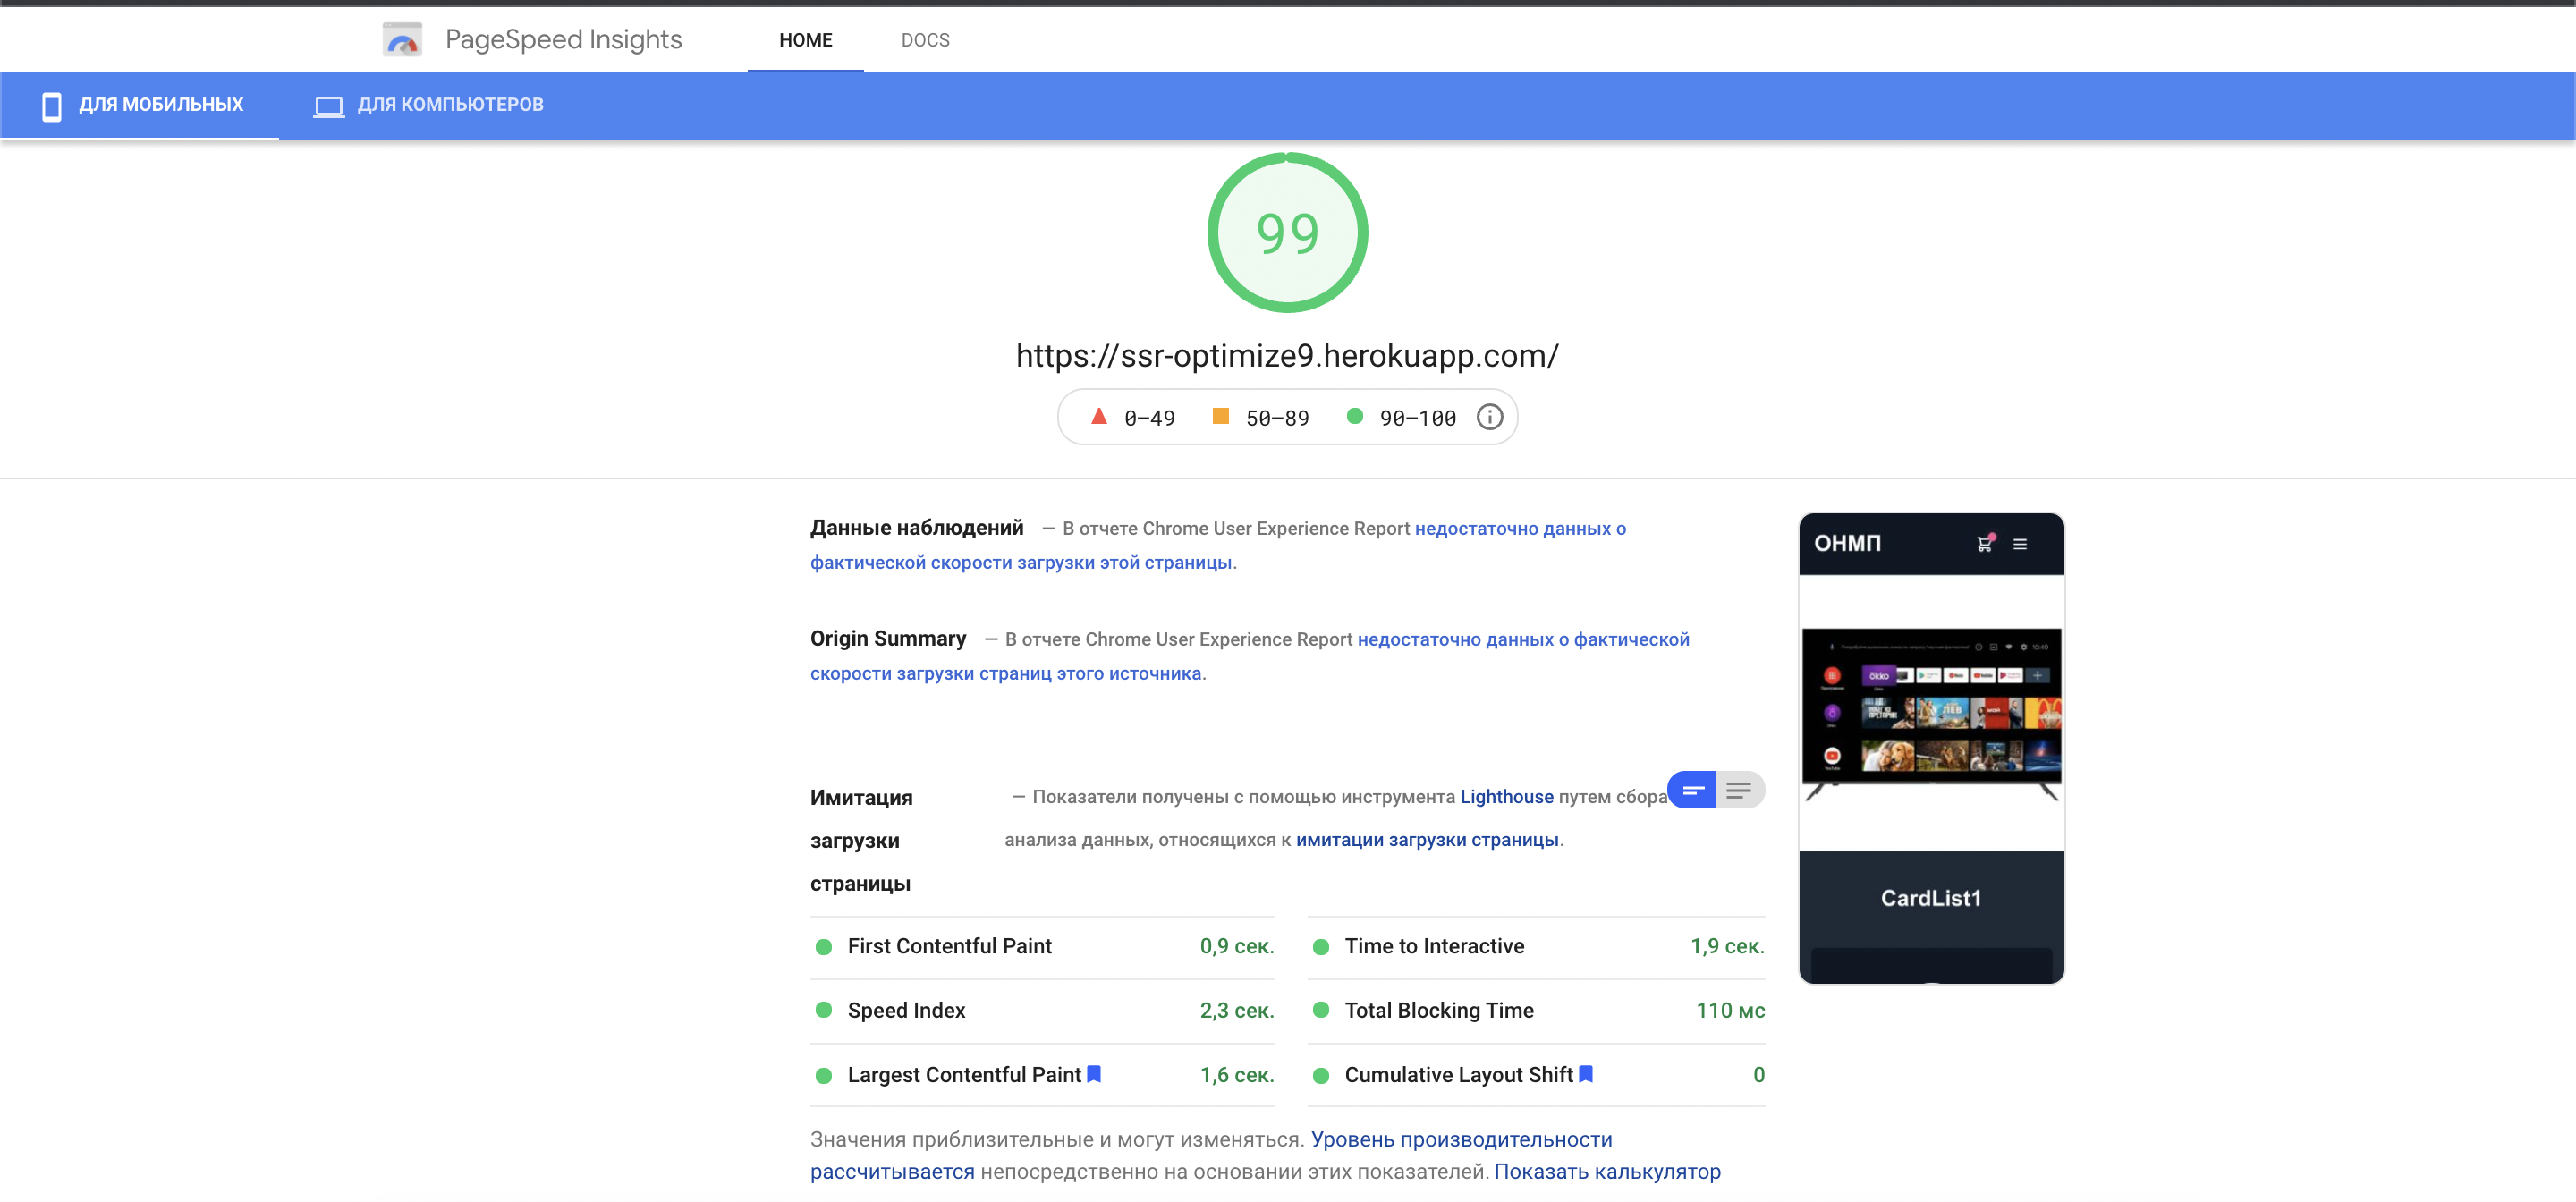 PageSpeed Insights
HOME
DOCS
ДЛЯ МОБИЛЬНЫХ
ДЛЯ КОМПЬЮТЕРОВ
99
https://ssr-optimize9.herokuapp.com/
0–49
50–89
90–100
Данные наблюдений — В отчете Chrome User Experience Report недостаточно данных о
фактической скорости загрузки этой страницы.
Origin Summary — В отчете Chrome User Experience Report недостаточно данных о фактической
скорости загрузки страниц этого источника.
Имитация
загрузки
страницы
— Показатели получены с помощью инструмента Lighthouse путем сбора
анализа данных, относящихся к имитации загрузки страницы.
First Contentful Paint 0,9 сек.
Time to Interactive 1,9 сек.
Speed Index 2,3 сек.
Total Blocking Time 110 мс
Largest Contentful Paint 1,6 сек.
Cumulative Layout Shift 0
Значения приблизительные и могут изменяться. Уровень производительности
рассчитывается непосредственно на основании этих показателей. Показать калькулятор
ОНМП
10:40
okko
ЛЕВ
CardList1